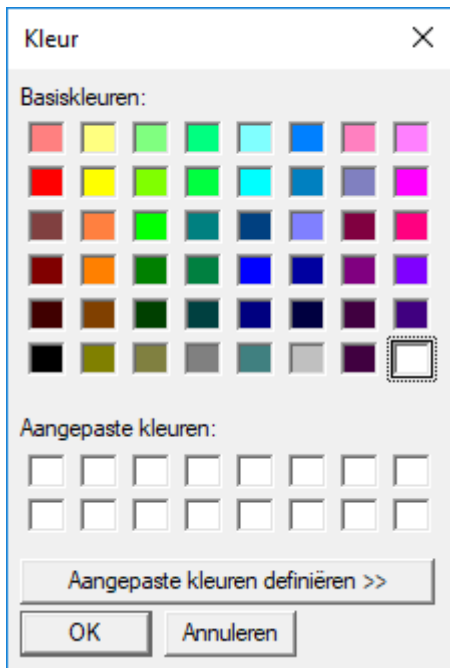 Kleur
Basiskleuren:
Aangepaste kleuren:
Aangepaste kleuren definiëren >>
OK
Annuleren